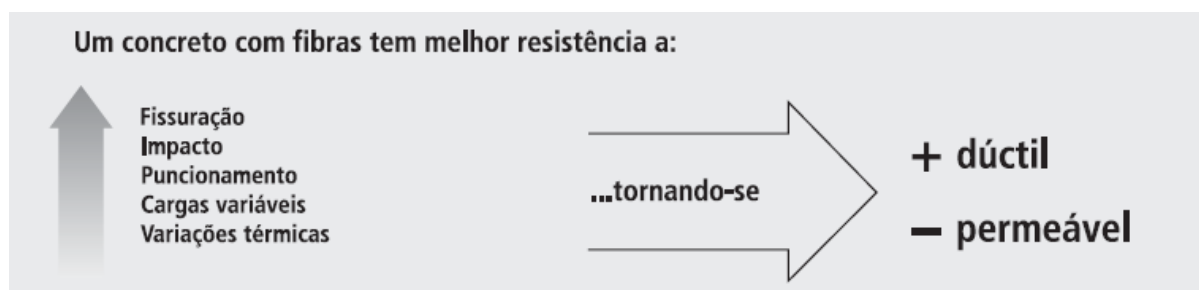 Um concreto com fibras tem melhor resistência a:
Fissuração
Impacto
Puncionamento
Cargas variáveis
Variações térmicas
...tornando-se
+ dúctil
– permeável